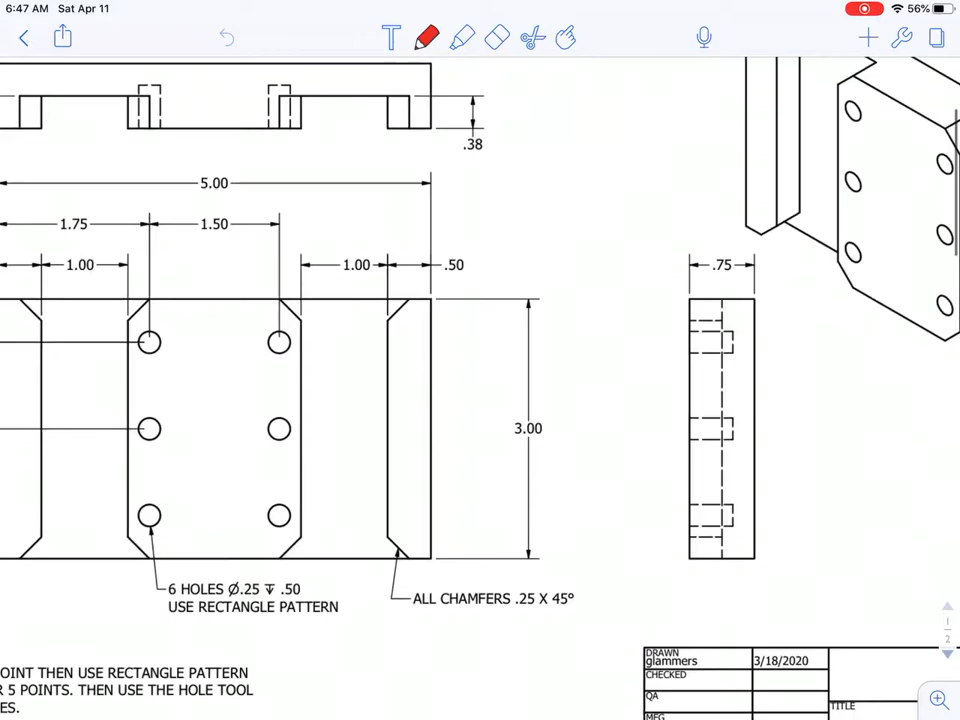 6:47 AM Sat Apr 11
56%
T
.38
5.00
1.75
1.50
1.00
1.00
.50
.75
3.00
6 HOLES Ø.25 ↧ .50
USE RECTANGLE PATTERN
ALL CHAMFERS .25 X 45°
OINT THEN USE RECTANGLE PATTERN
R 5 POINTS. THEN USE THE HOLE TOOL
ES.
1
2
DRAWN
glammers
3/18/2020
CHECKED
QA
MFG
TITLE